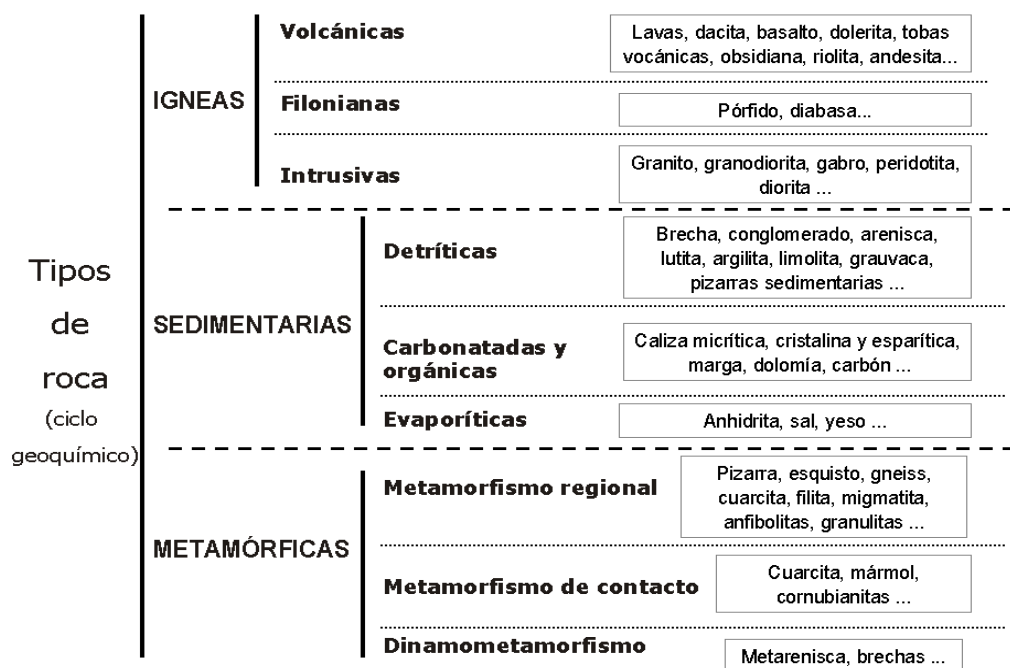 Tipos
de
roca
(ciclo
geoquímico)
IGNEAS
Volcánicas
Lavas, dacita, basalto, dolerita, tobas
vocánicas, obsidiana, riolita, andesita...
Filonianas
Pórfido, diabasa...
Intrusivas
Granito, granodiorita, gabro, peridotita,
diorita ...
SEDIMENTARIAS
Detríticas
Brecha, conglomerado, arenisca,
lutita, argilita, limolita, grauvaca,
pizarras sedimentarias ...
Carbonatadas y
orgánicas
Caliza micrítica, cristalina y esparítica,
marga, dolomía, carbón ...
Evaporíticas
Anhidrita, sal, yeso ...
METAMÓRFICAS
Metamorfismo regional
Pizarra, esquisto, gneiss,
cuarcita, filita, migmatita,
anfibolitas, granulitas ...
Metamorfismo de contacto
Cuarcita, mármol,
cornubianitas ...
Dinamometamorfismo
Metarenisca, brechas ...